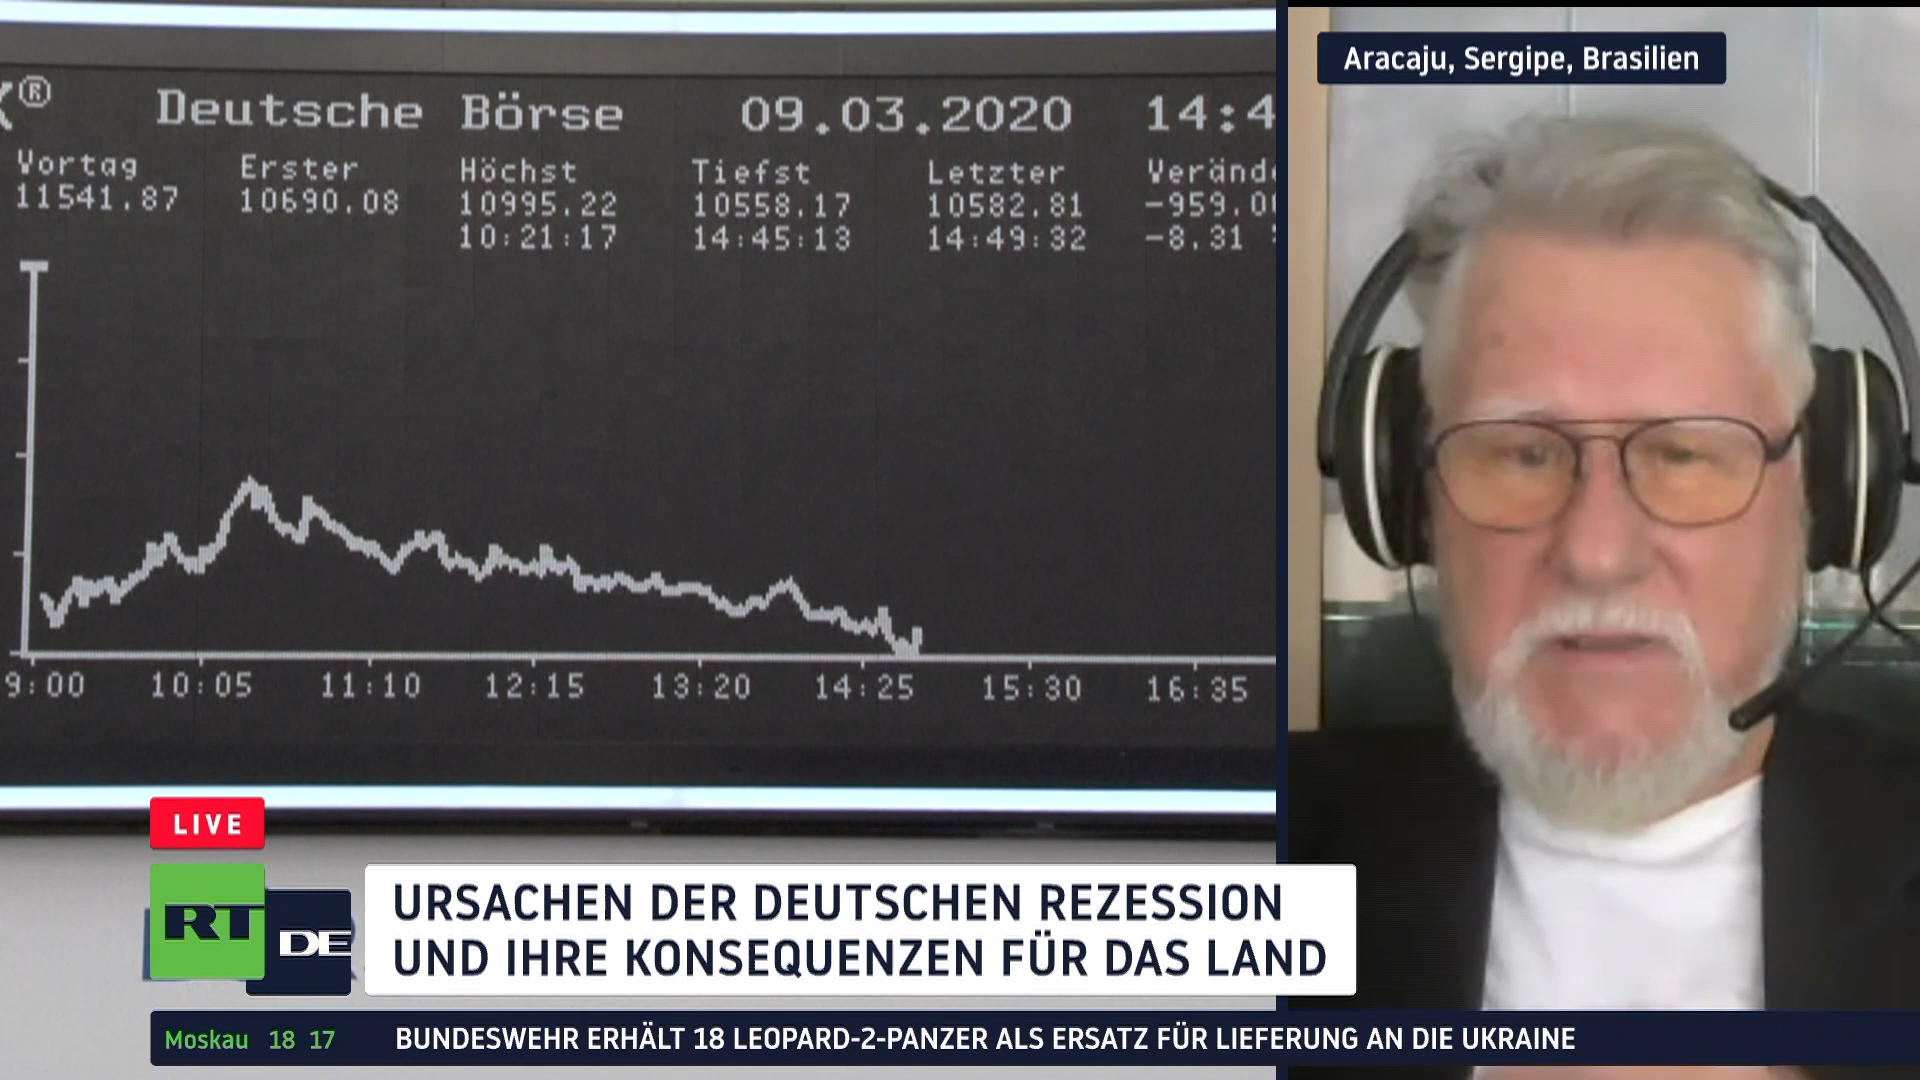 X® Deutsche Börse 09.03.2020 14:4
Vortag Erster Höchst Tiefst Letzter Verände
11541.87 10690.08 10995.22 10558.17 10582.81 -959.0
10:21:17 14:45:13 14:49:32 -8.31
9:00 10:05 11:10 12:15 13:20 14:25 15:30 16:35
Aracaju, Sergipe, Brasilien
LIVE
RT DE
URSACHEN DER DEUTSCHEN REZESSION
UND IHRE KONSEQUENZEN FÜR DAS LAND
Moskau 18 17 BUNDESWEHR ERHÄLT 18 LEOPARD-2-PANZER ALS ERSATZ FÜR LIEFERUNG AN DIE UKRAINE